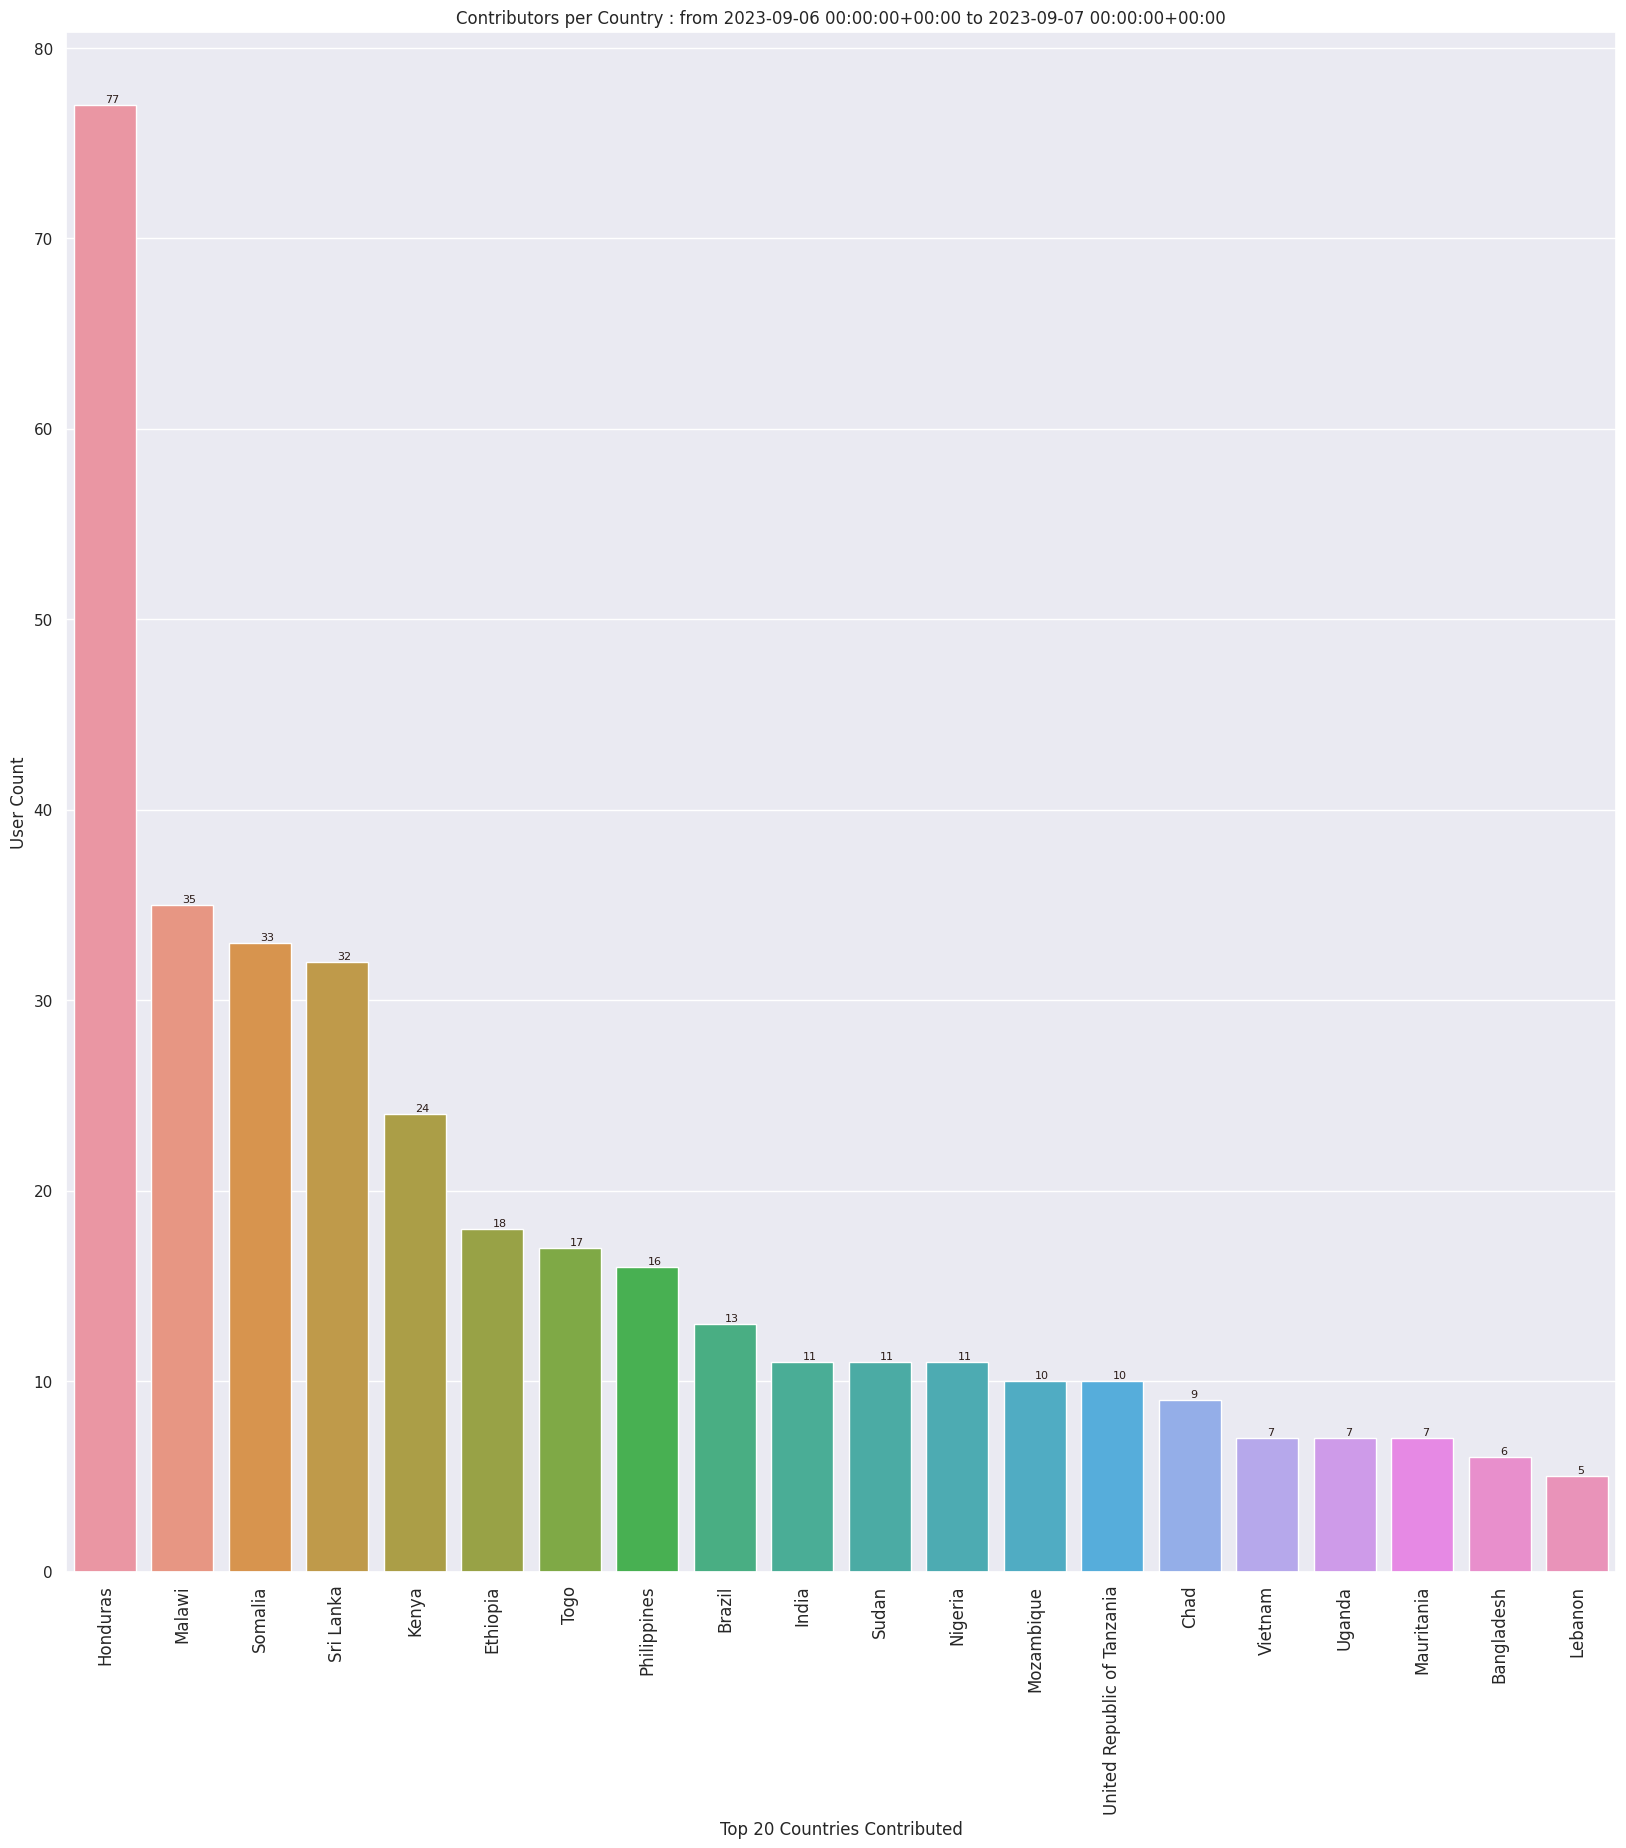 Contributors per Country : from 2023-09-06 00:00:00+00:00 to 2023-09-07 00:00:00+00:00
80
70
60
50
40
30
20
10
0
User Count
77
35
33
32
24
18
17
16
13
11
11
11
10
10
9
7
7
7
6
5
Honduras
Malawi
Somalia
Sri Lanka
Kenya
Ethiopia
Togo
Philippines
Brazil
India
Sudan
Nigeria
Mozambique
United Republic of Tanzania
Chad
Vietnam
Uganda
Mauritania
Bangladesh
Lebanon
Top 20 Countries Contributed